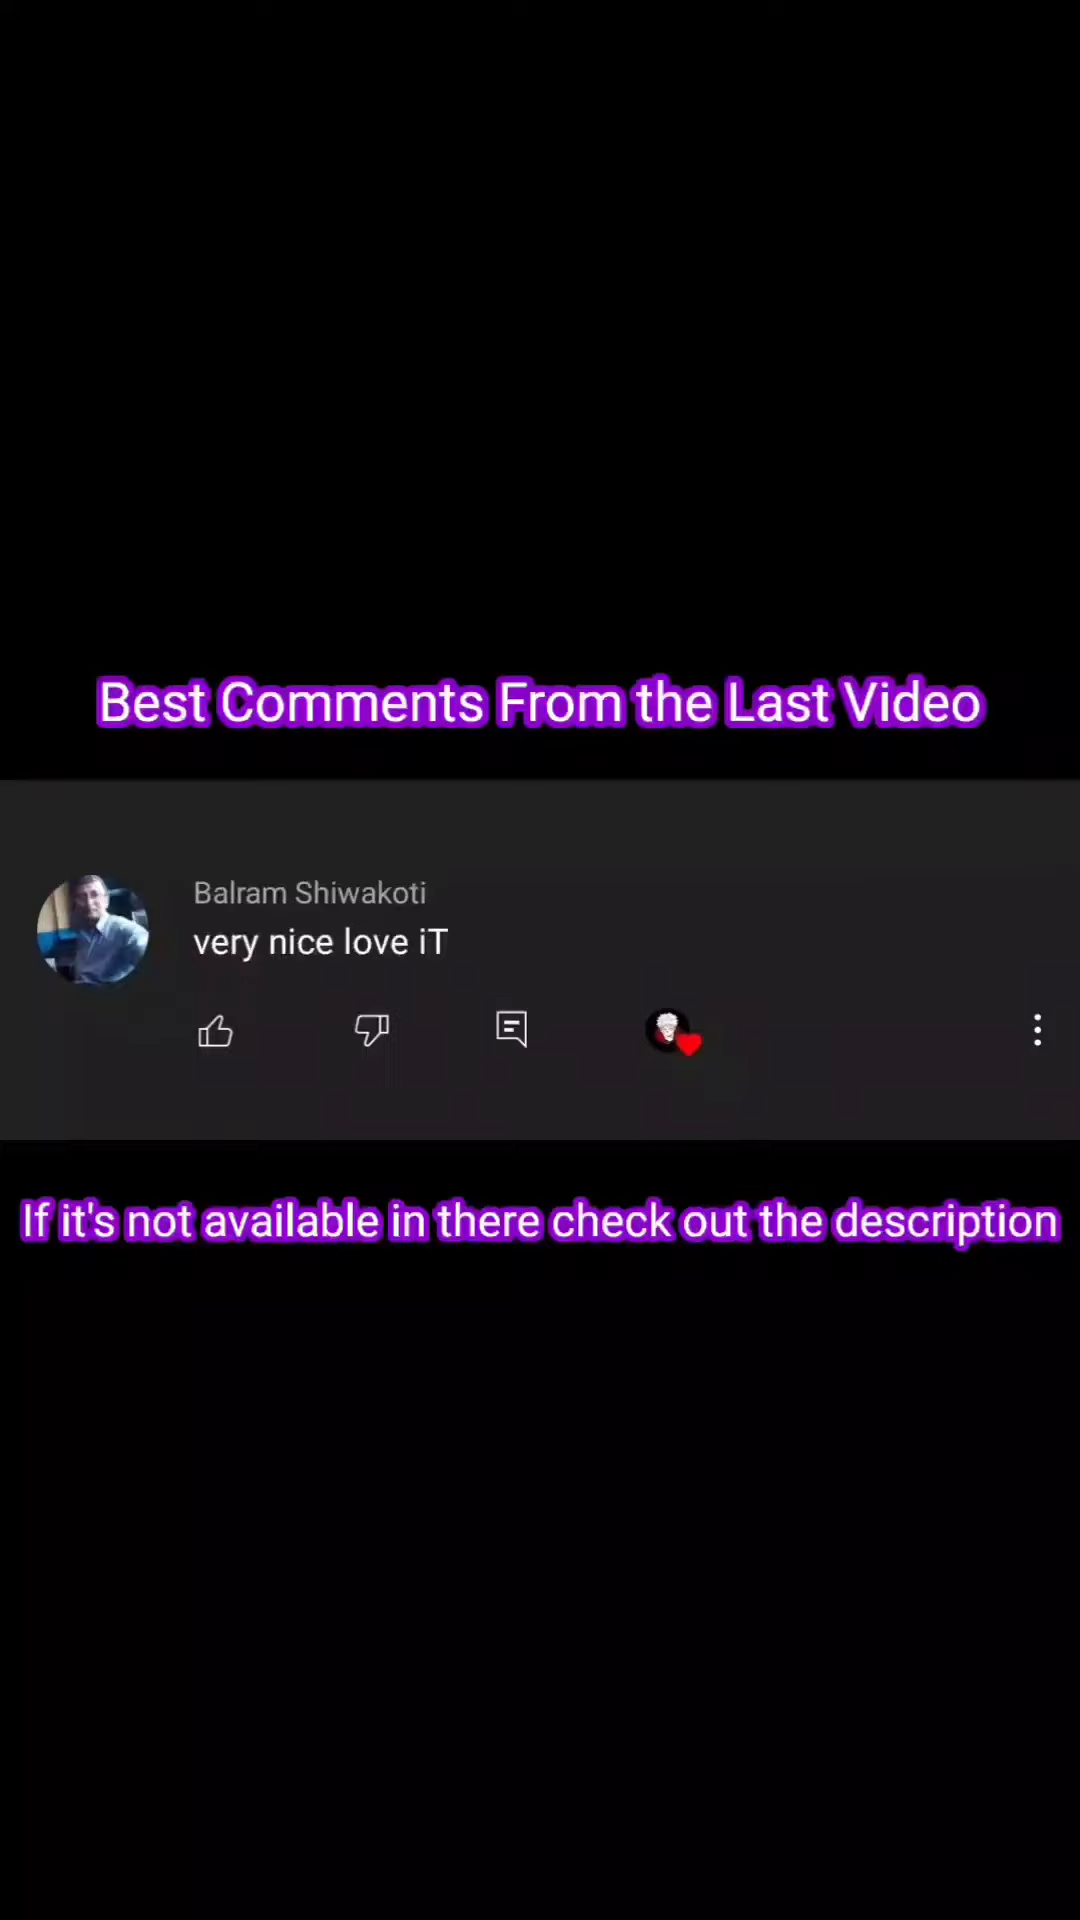 Best Comments From the Last Video
Balram Shiwakoti
very nice love iT
If it's not available in there check out the description